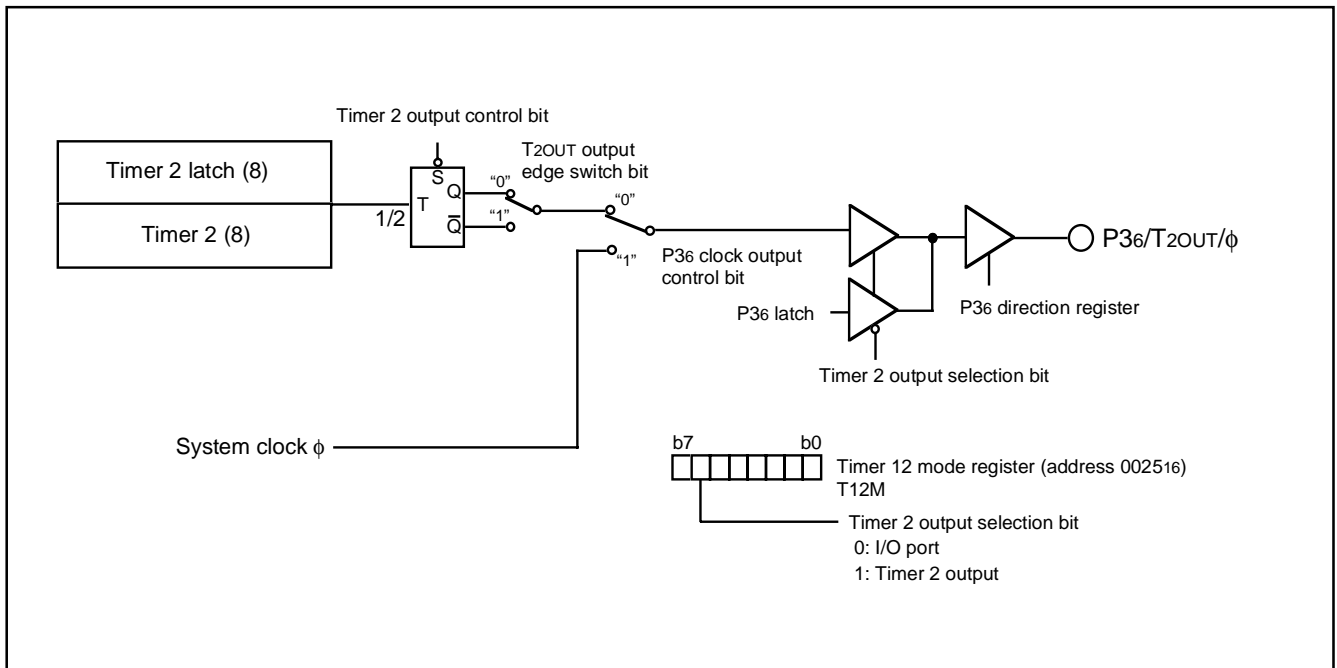 Timer 2 output control bit
Timer 2 latch (8)
Timer 2 (8)
1/2
T
S
Q
Q̅
“0”
“1”
T2OUT output
edge switch bit
“0”
“1”
P36 clock output
control bit
P36 latch
P36/T2OUT/ϕ
P36 direction register
Timer 2 output selection bit
System clock ϕ
b7 b0
Timer 12 mode register (address 002516)
T12M
Timer 2 output selection bit
0: I/O port
1: Timer 2 output